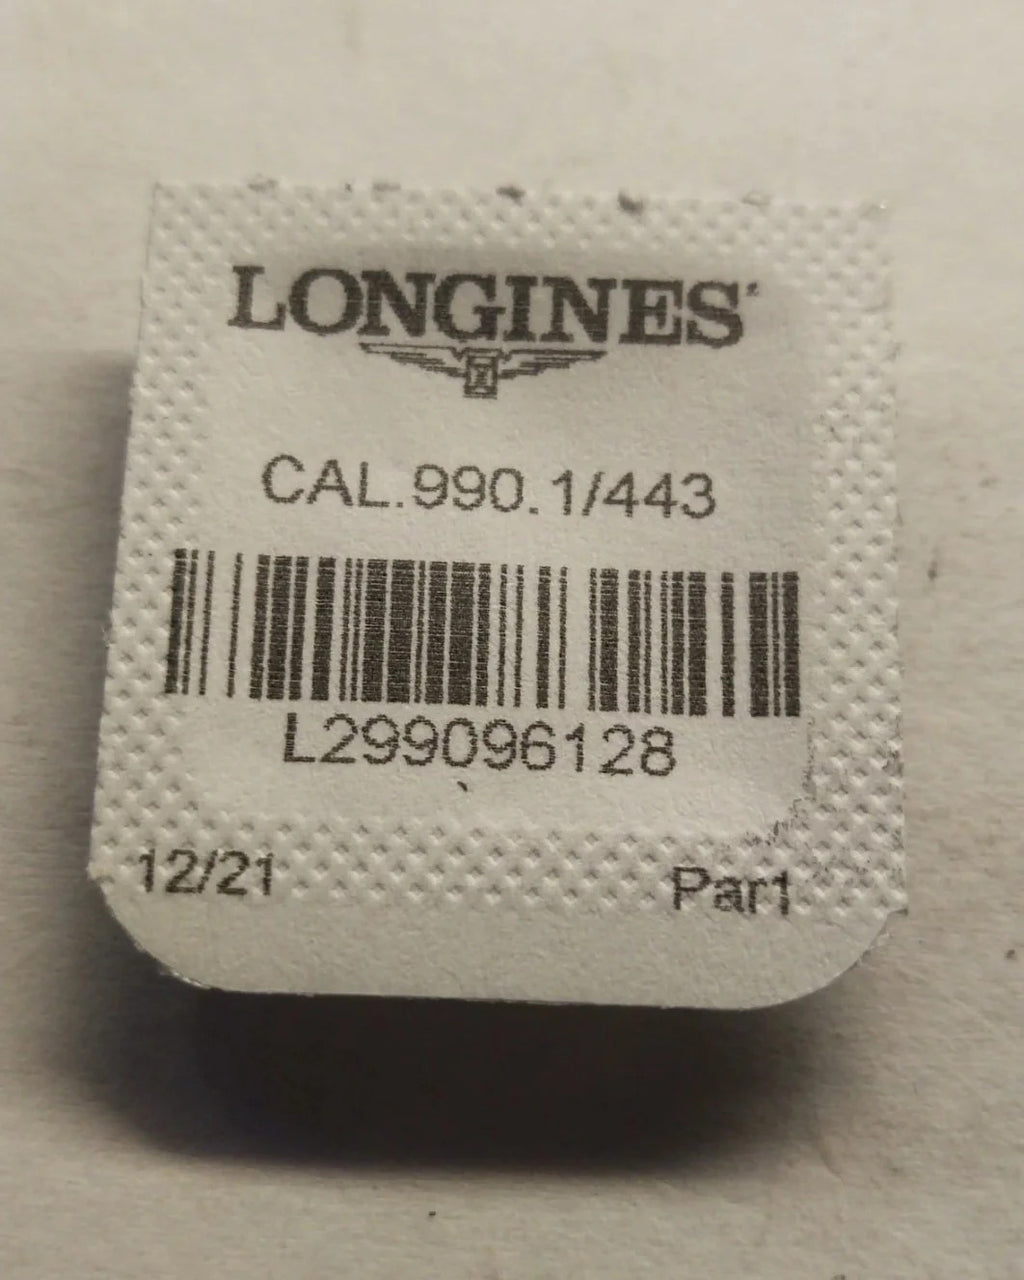 LONGINES
CAL.990.1/443
L299096128
12/21
Par1